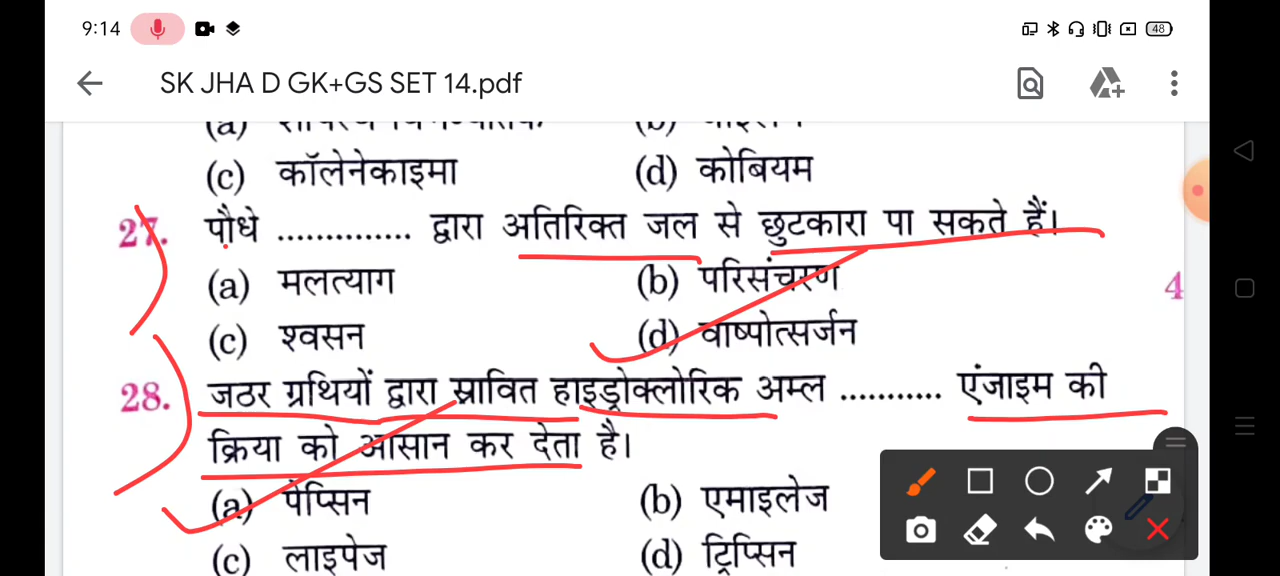 9:14
48
SK JHA D GK+GS SET 14.pdf
(a) (b)
(c) कॉलेनेकाइमा (d) कोबियम
27. पौधे .............. द्वारा अतिरिक्त जल से छुटकारा पा सकते हैं।
(a) मलत्याग (b) परिसंचरण
4
(c) श्वसन (d) वाष्पोत्सर्जन
28. जठर ग्रथियों द्वारा स्रावित हाइड्रोक्लोरिक अम्ल ........... एंजाइम की
क्रिया को आसान कर देता है।
(a) पेप्सिन (b) एमाइलेज
(c) लाइपेज (d) ट्रिप्सिन